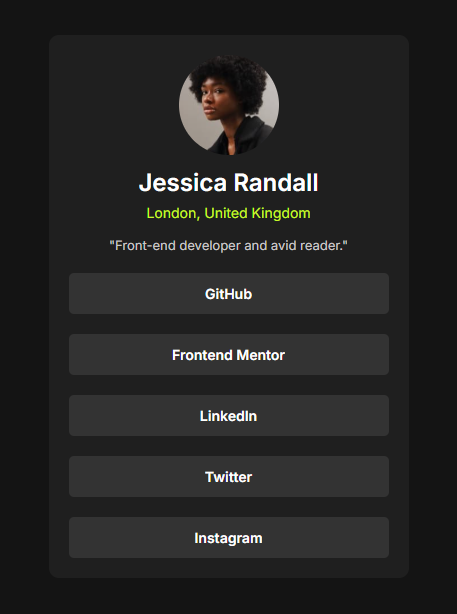 Jessica Randall
London, United Kingdom
"Front-end developer and avid reader."
GitHub
Frontend Mentor
LinkedIn
Twitter
Instagram